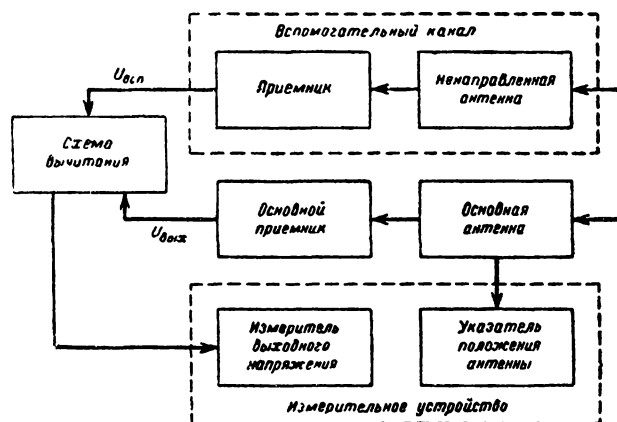 Вспомогательный канал
Uвсп
Приемник
Ненаправленная
антенна
Схема
вычитания
Основной
приемник
Основная
антенна
Uвых
Измеритель
выходного
напряжения
Указатель
положения
антенны
Измерительное устройство